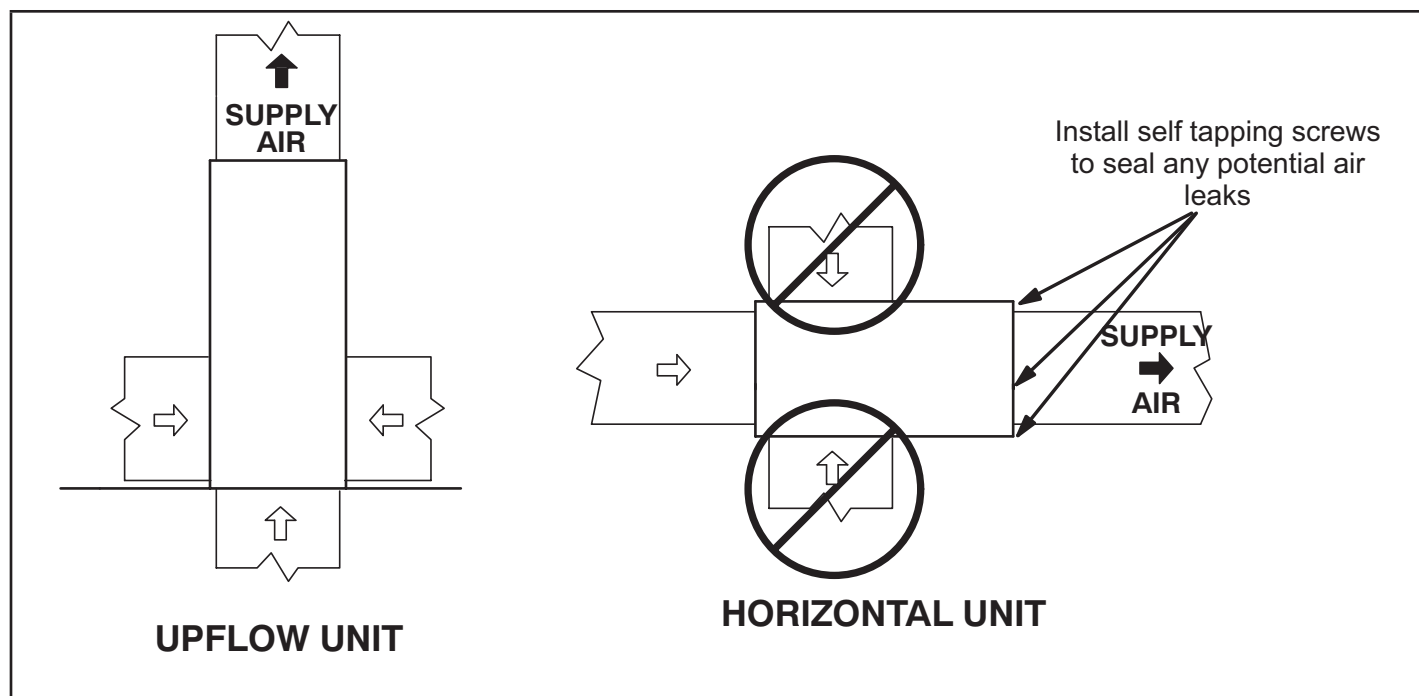 SUPPLY
AIR
UPFLOW UNIT
Install self tapping screws
to seal any potential air
leaks
SUPPLY
AIR
HORIZONTAL UNIT